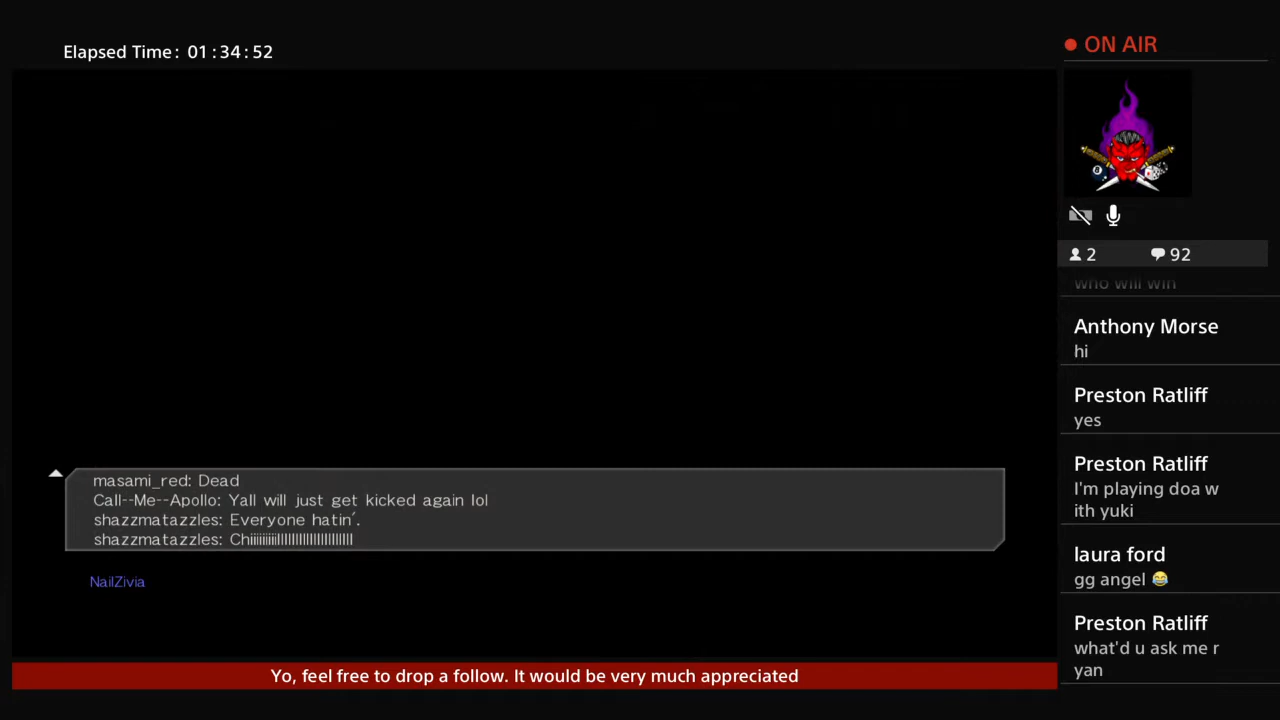 Elapsed Time: 01:34:52
ON AIR
2
92
who will win
Anthony Morse
hi
Preston Ratliff
yes
Preston Ratliff
I'm playing doa w
ith yuki
laura ford
gg angel 😂
Preston Ratliff
what'd u ask me r
yan
masami_red: Dead
Call--Me--Apollo: Yall will just get kicked again lol
shazzmatazzles: Everyone hatin´.
NailZivia
Yo, feel free to drop a follow. It would be very much appreciated